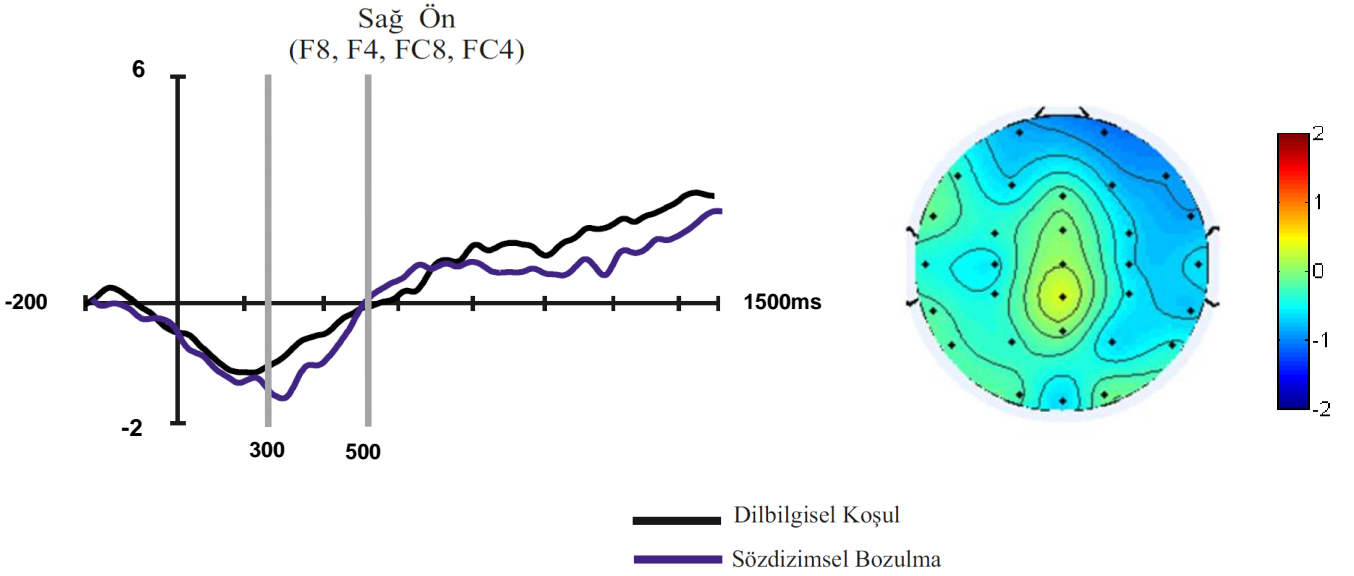 Sağ Ön
(F8, F4, FC8, FC4)
6
-200
1500ms
-2
300
500
2
1
0
-1
-2
Dilbilgisel Koşul
Sözdizimsel Bozulma